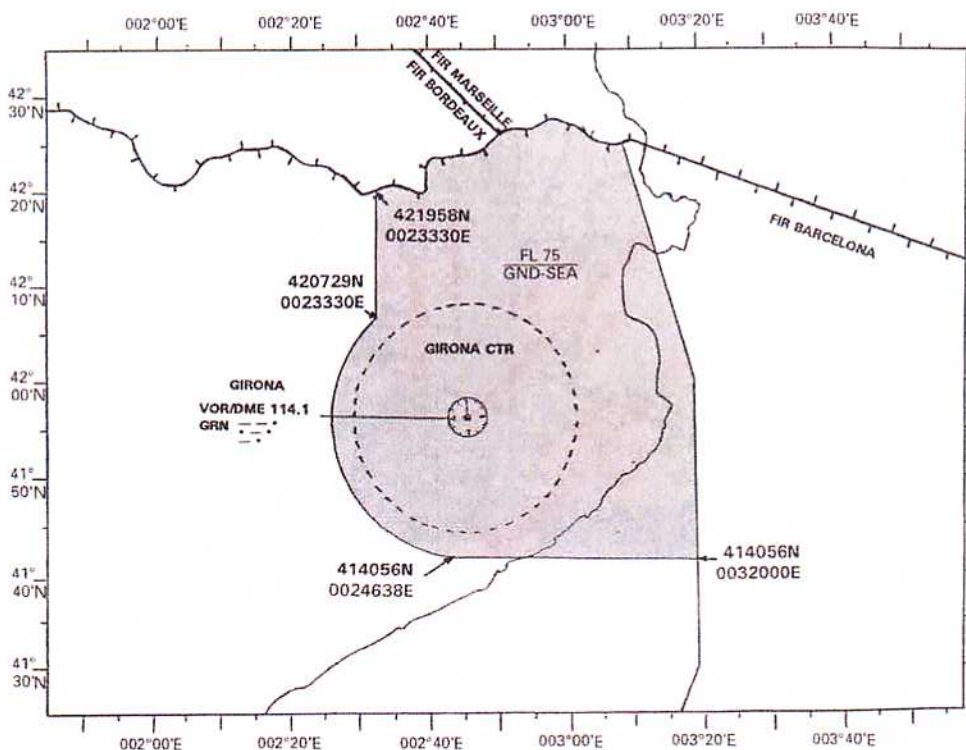 002°00'E 002°20'E 002°40'E 003°00'E 003°20'E 003°40'E
42°
30'N
FIR MARSEILLE
FIR BORDEAUX
42°
20'N
421958N
0023330E
FIR BARCELONA
FL 75
GND-SEA
42°
10'N
420729N
0023330E
GIRONA CTR
42°
00'N
GIRONA
VOR/DME 114.1
GRN
41°
50'N
414056N
0024638E
414056N
0032000E
41°
40'N
41°
30'N
002°00'E 002°20'E 002°40'E 003°00'E 003°20'E 003°40'E